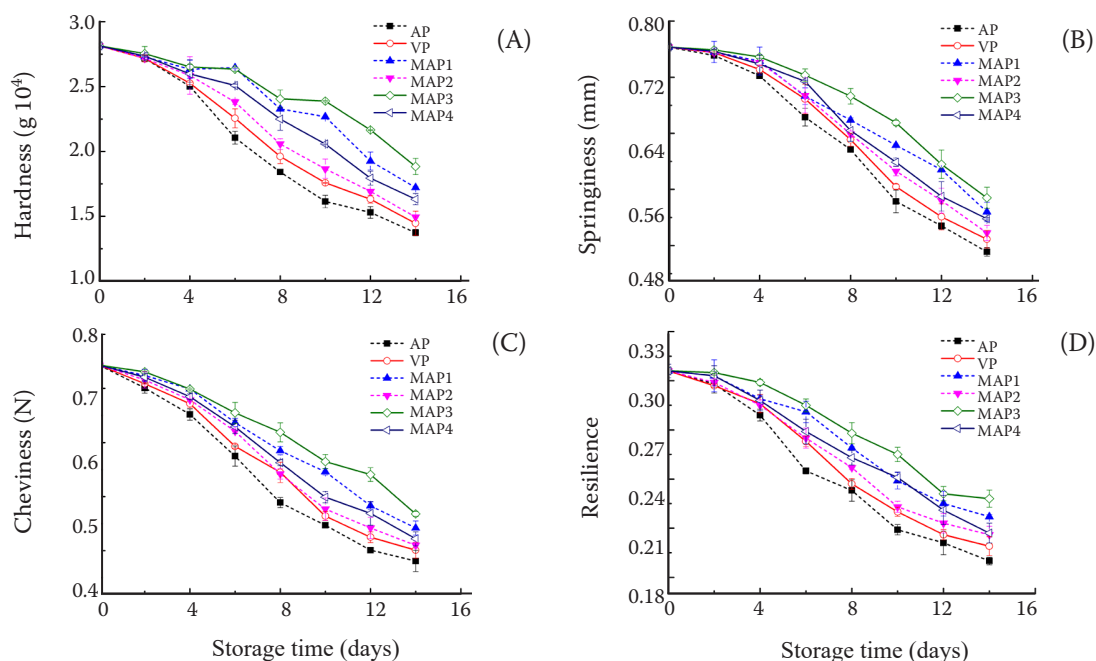 3.0
2.5
2.0
1.5
1.0
Hardness (g 10⁴)
AP
VP
MAP1
MAP2
MAP3
MAP4
(A)
0 4 8 12 16
0.80
0.72
0.64
0.56
0.48
Springiness (mm)
AP
VP
MAP1
MAP2
MAP3
MAP4
(B)
0 4 8 12 16
0.8
0.7
0.6
0.5
0.4
Cheviness (N)
AP
VP
MAP1
MAP2
MAP3
MAP4
(C)
0 4 8 12 16
Storage time (days)
0.33
0.30
0.27
0.24
0.21
0.18
Resilience
AP
VP
MAP1
MAP2
MAP3
MAP4
(D)
0 4 8 12 16
Storage time (days)